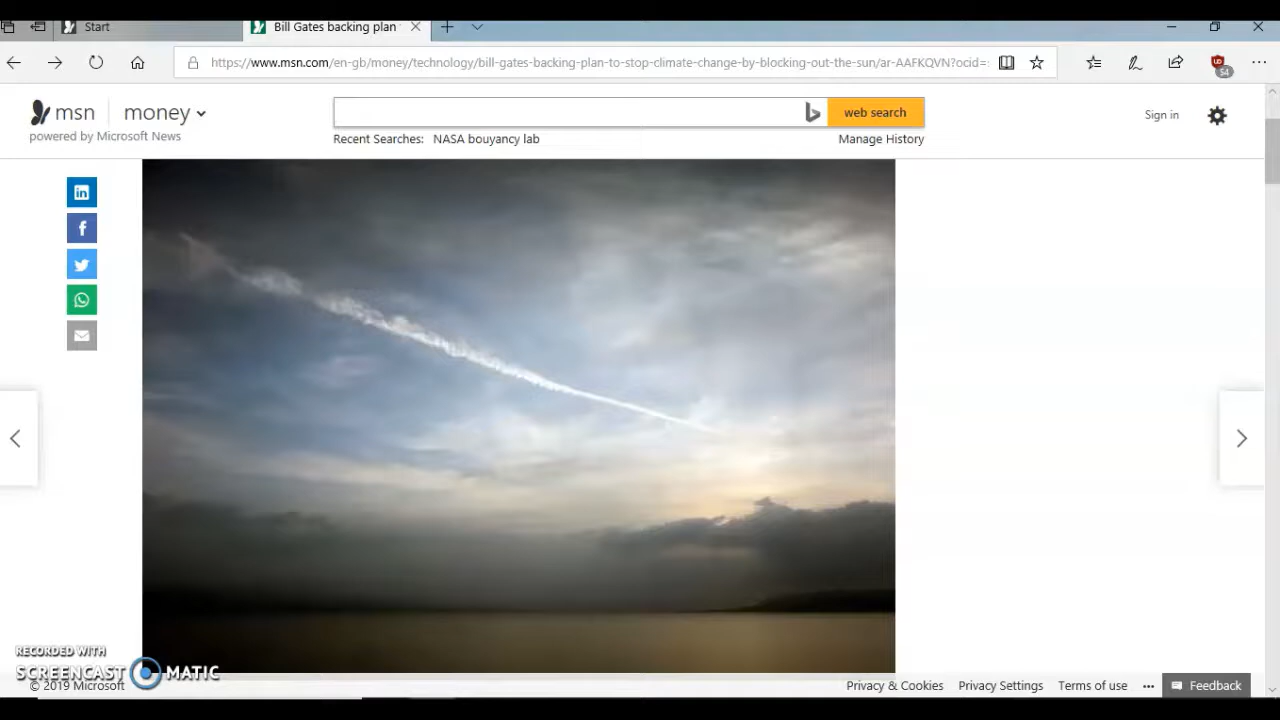 Start
Bill Gates backing plan
https://www.msn.com/en-gb/money/technology/bill-gates-backing-plan-to-stop-climate-change-by-blocking-out-the-sun/ar-AAFKQVN?ocid=
54
msn money
powered by Microsoft News
web search
Sign in
Recent Searches: NASA bouyancy lab
Manage History
RECORDED WITH
SCREENCAST MATIC
© 2019 Microsoft
Privacy & Cookies Privacy Settings Terms of use ... Feedback